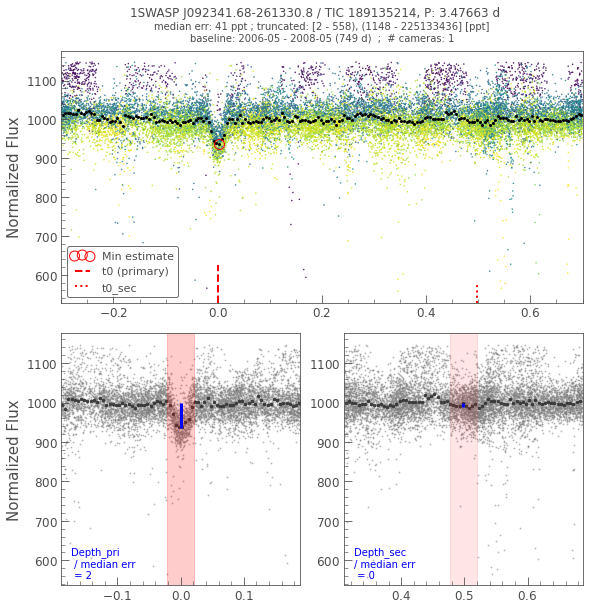 1SWASP J092341.68-261330.8 / TIC 189135214, P: 3.47663 d
median err: 41 ppt ; truncated: [2 - 558), (1148 - 225133436] [ppt]
baseline: 2006-05 - 2008-05 (749 d) ; # cameras: 1
Normalized Flux
1100
1000
900
800
700
600
Min estimate
t0 (primary)
t0_sec
−0.2
0.0
0.2
0.4
0.6
Normalized Flux
1100
1000
900
800
700
600
Depth_pri
/ median err
= 2
−0.1
0.0
0.1
1100
1000
900
800
700
600
Depth_sec
/ median err
= 0
0.4
0.5
0.6